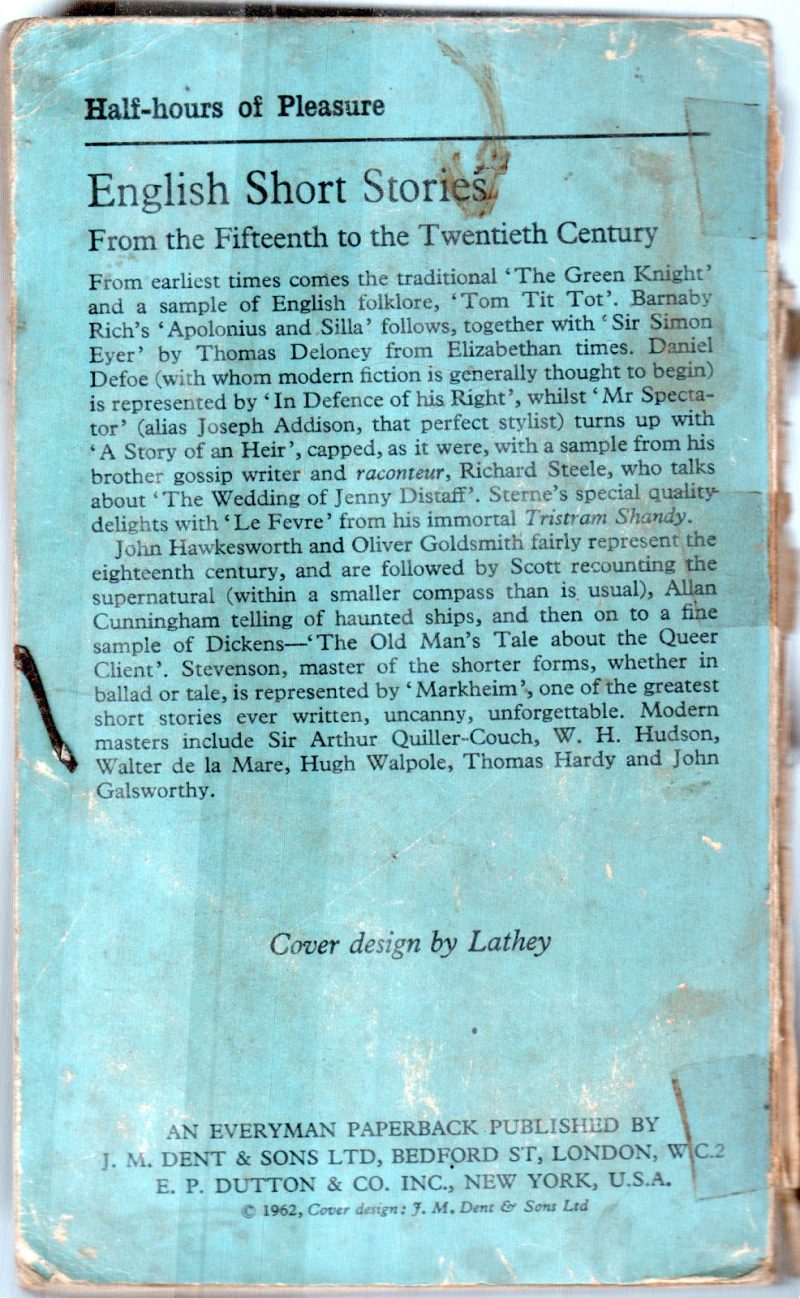 Half-hours of Pleasure
English Short Stories
From the Fifteenth to the Twentieth Century
From earliest times comes the traditional ‘The Green Knight’
and a sample of English folklore, ‘Tom Tit Tot’. Barnaby
Rich’s ‘Apolonius and Silla’ follows, together with ‘Sir Simon
Eyer’ by Thomas Deloney from Elizabethan times. Daniel
Defoe (with whom modern fiction is generally thought to begin)
is represented by ‘In Defence of his Right’, whilst ‘Mr Specta-
tor’ (alias Joseph Addison, that perfect stylist) turns up with
‘A Story of an Heir’, capped, as it were, with a sample from his
brother gossip writer and raconteur, Richard Steele, who talks
about ‘The Wedding of Jenny Distaff’. Sterne’s special quality
delights with ‘Le Fevre’ from his immortal Tristram Shandy.
John Hawkesworth and Oliver Goldsmith fairly represent the
eighteenth century, and are followed by Scott recounting the
supernatural (within a smaller compass than is usual), Allan
Cunningham telling of haunted ships, and then on to a fine
sample of Dickens—‘The Old Man’s Tale about the Queer
Client’. Stevenson, master of the shorter forms, whether in
ballad or tale, is represented by ‘Markheim’, one of the greatest
short stories ever written, uncanny, unforgettable. Modern
masters include Sir Arthur Quiller-Couch, W. H. Hudson,
Walter de la Mare, Hugh Walpole, Thomas Hardy and John
Galsworthy.
Cover design by Lathey
AN EVERYMAN PAPERBACK PUBLISHED BY
J. M. DENT & SONS LTD, BEDFORD ST, LONDON, W.C.2
E. P. DUTTON & CO. INC., NEW YORK, U.S.A.
© 1962, Cover design: J. M. Dent & Sons Ltd